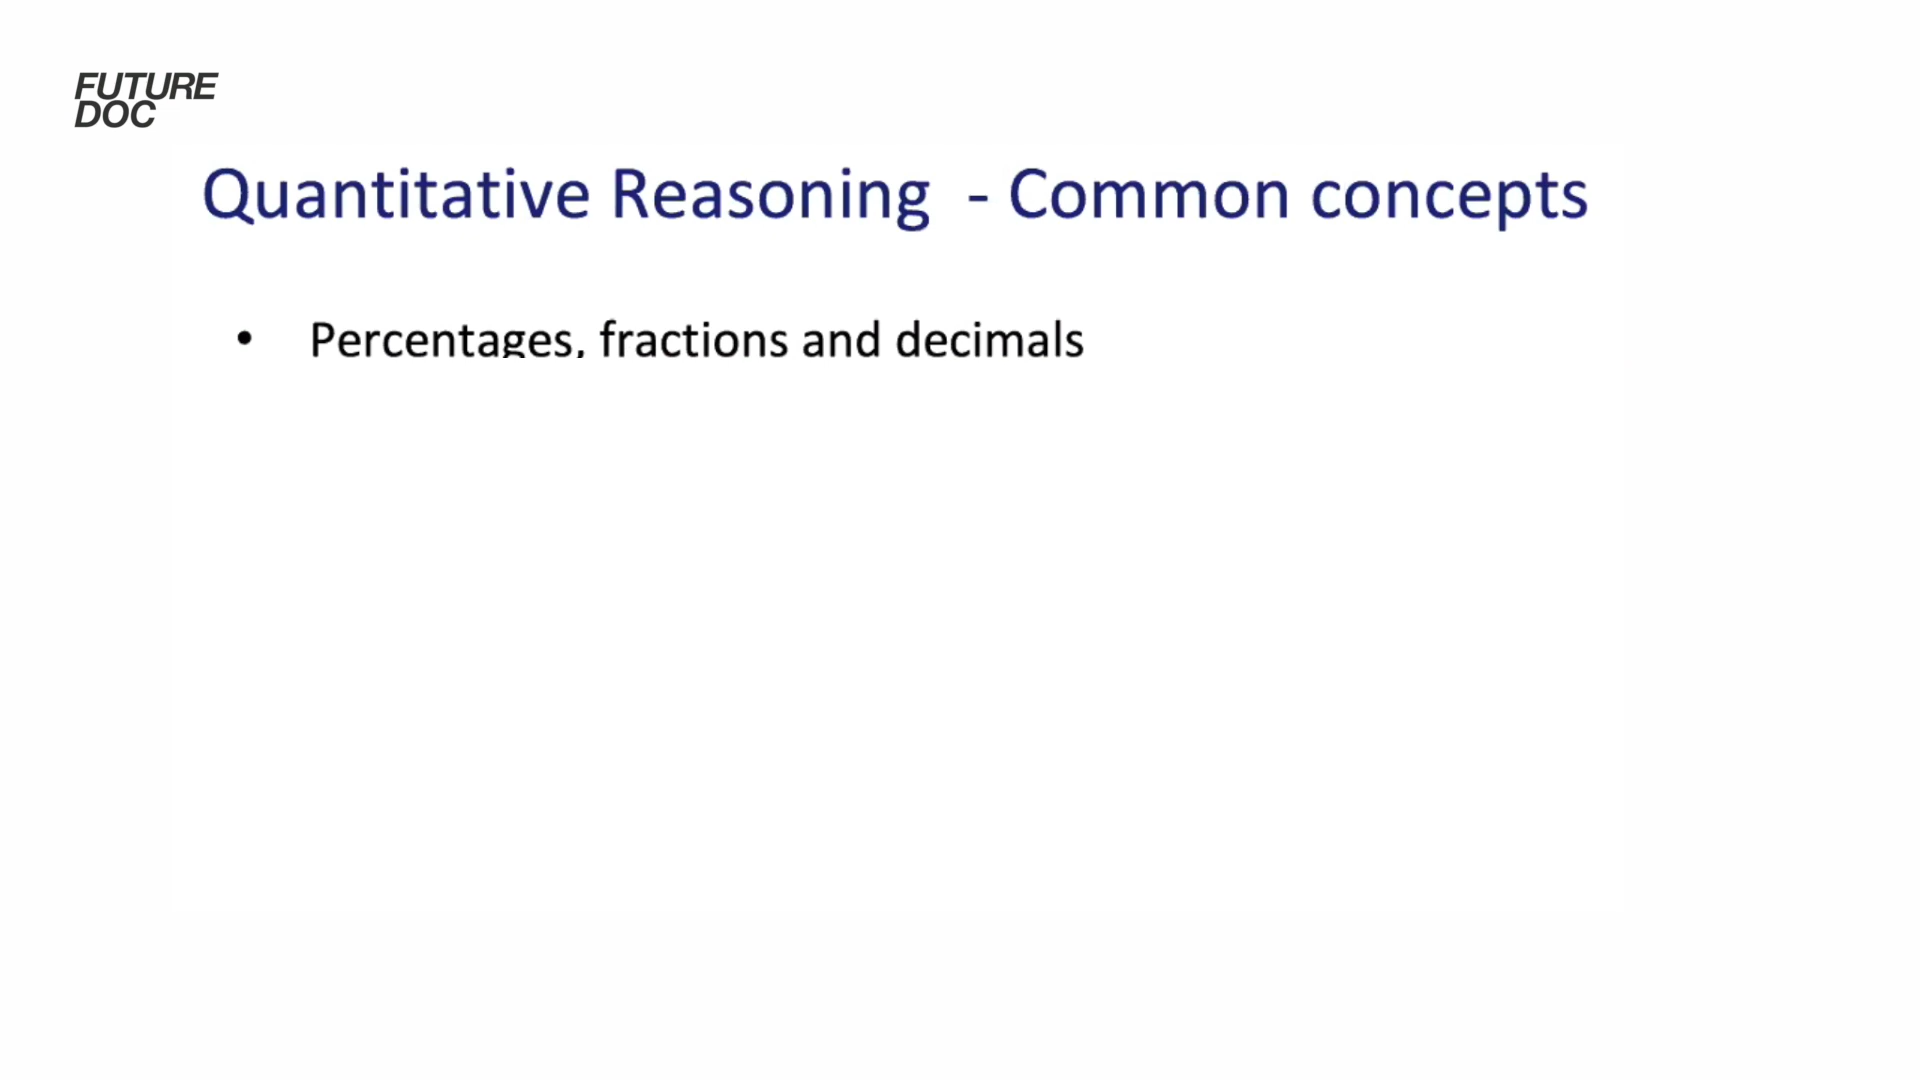 FUTURE
DOC
Quantitative Reasoning - Common concepts
• Percentages, fractions and decimals